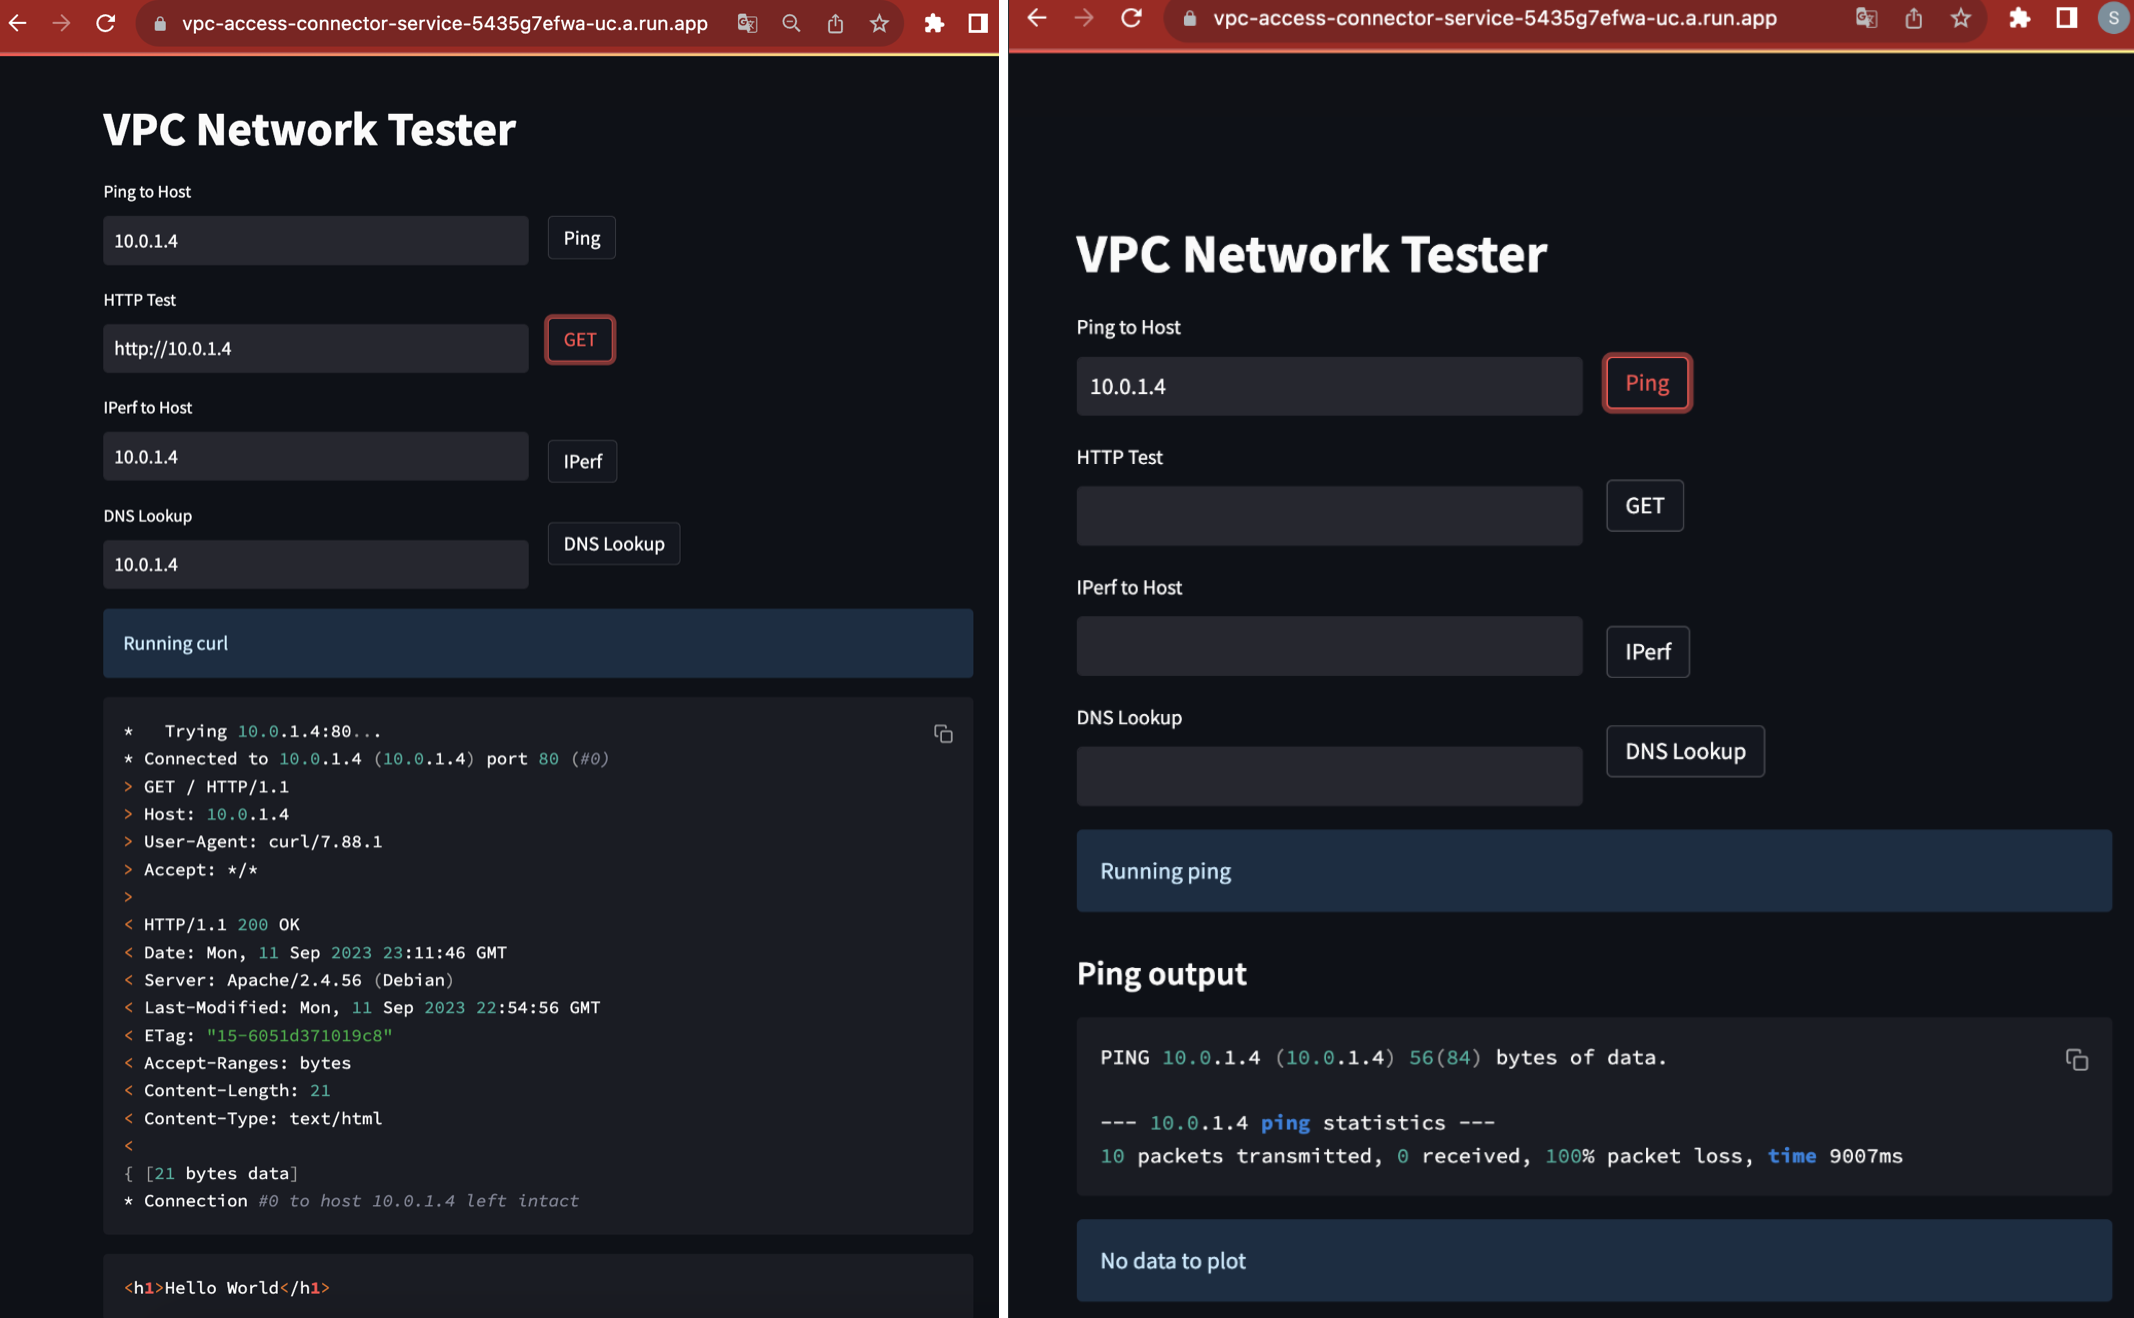 vpc-access-connector-service-5435g7efwa-uc.a.run.app
VPC Network Tester
Ping to Host
10.0.1.4
Ping
HTTP Test
http://10.0.1.4
GET
IPerf to Host
10.0.1.4
IPerf
DNS Lookup
10.0.1.4
DNS Lookup
Running curl
*   Trying 10.0.1.4:80...
* Connected to 10.0.1.4 (10.0.1.4) port 80 (#0)
> GET / HTTP/1.1
> Host: 10.0.1.4
> User-Agent: curl/7.88.1
> Accept: */*
>
< HTTP/1.1 200 OK
< Date: Mon, 11 Sep 2023 23:11:46 GMT
< Server: Apache/2.4.56 (Debian)
< Last-Modified: Mon, 11 Sep 2023 22:54:56 GMT
< ETag: "15-6051d371019c8"
< Accept-Ranges: bytes
< Content-Length: 21
< Content-Type: text/html
<
{ [21 bytes data]
* Connection #0 to host 10.0.1.4 left intact
<h1>Hello World</h1>
vpc-access-connector-service-5435g7efwa-uc.a.run.app
S
VPC Network Tester
Ping to Host
10.0.1.4
Ping
HTTP Test
GET
IPerf to Host
IPerf
DNS Lookup
DNS Lookup
Running ping
Ping output
PING 10.0.1.4 (10.0.1.4) 56(84) bytes of data.
--- 10.0.1.4 ping statistics ---
10 packets transmitted, 0 received, 100% packet loss, time 9007ms
No data to plot